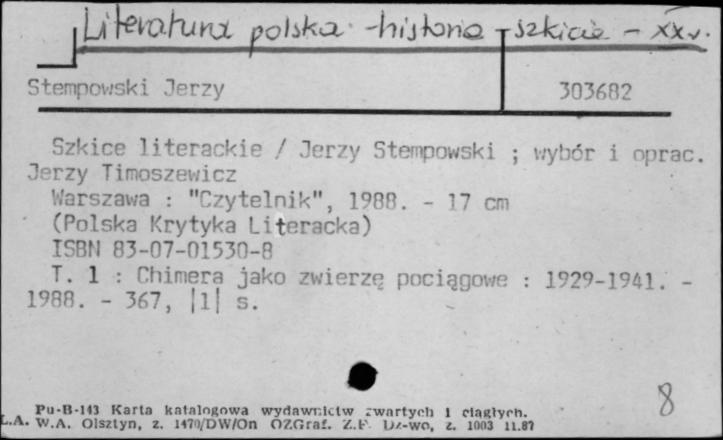 Literatura polska - historia - szkice - XX w.
Stempowski Jerzy 303682
Szkice literackie / Jerzy Stempowski ; wybór i oprac.
Jerzy Timoszewicz
Warszawa : "Czytelnik", 1988. - 17 cm
(Polska Krytyka Literacka)
ISBN 83-07-01530-8
T. 1 : Chimera jako zwierzę pociągowe : 1929-1941. -
1988. - 367, |1| s.
8
Pu-B-143 Karta katalogowa wydawnictw zwartych i ciągłych.
L.A. W.A. Olsztyn, z. 1470/DW/On OZGraf. Z.P. Dz-wo, z. 1003 11.87